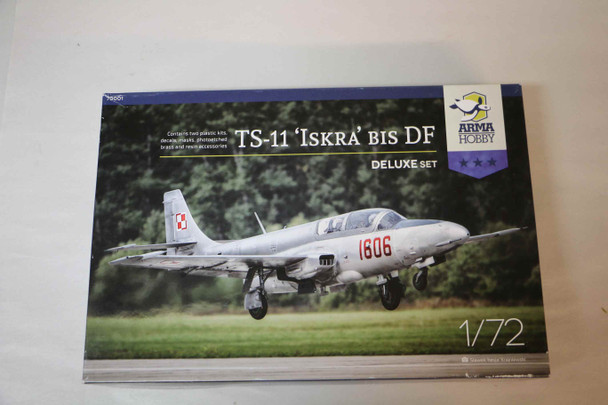 70001
Contains two plastic kits,
decals, masks, photoetched
brass and resin accessories
TS-11 'ISKRA' BIS DF
DELUXE SET
ARMA
HOBBY
1606
1/72